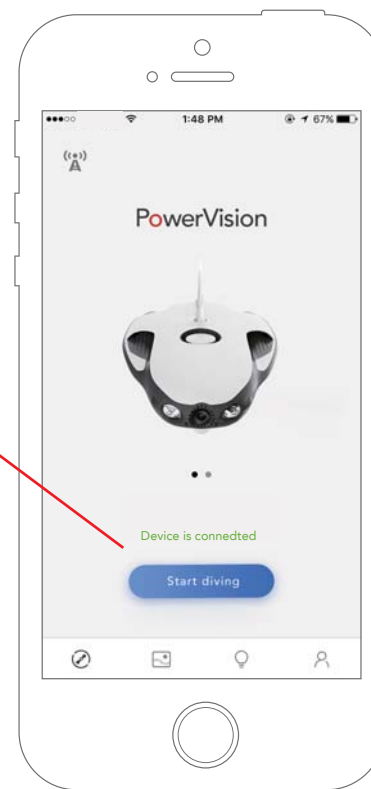 1:48 PM 67%
PowerVision
Device is connedted
Start diving